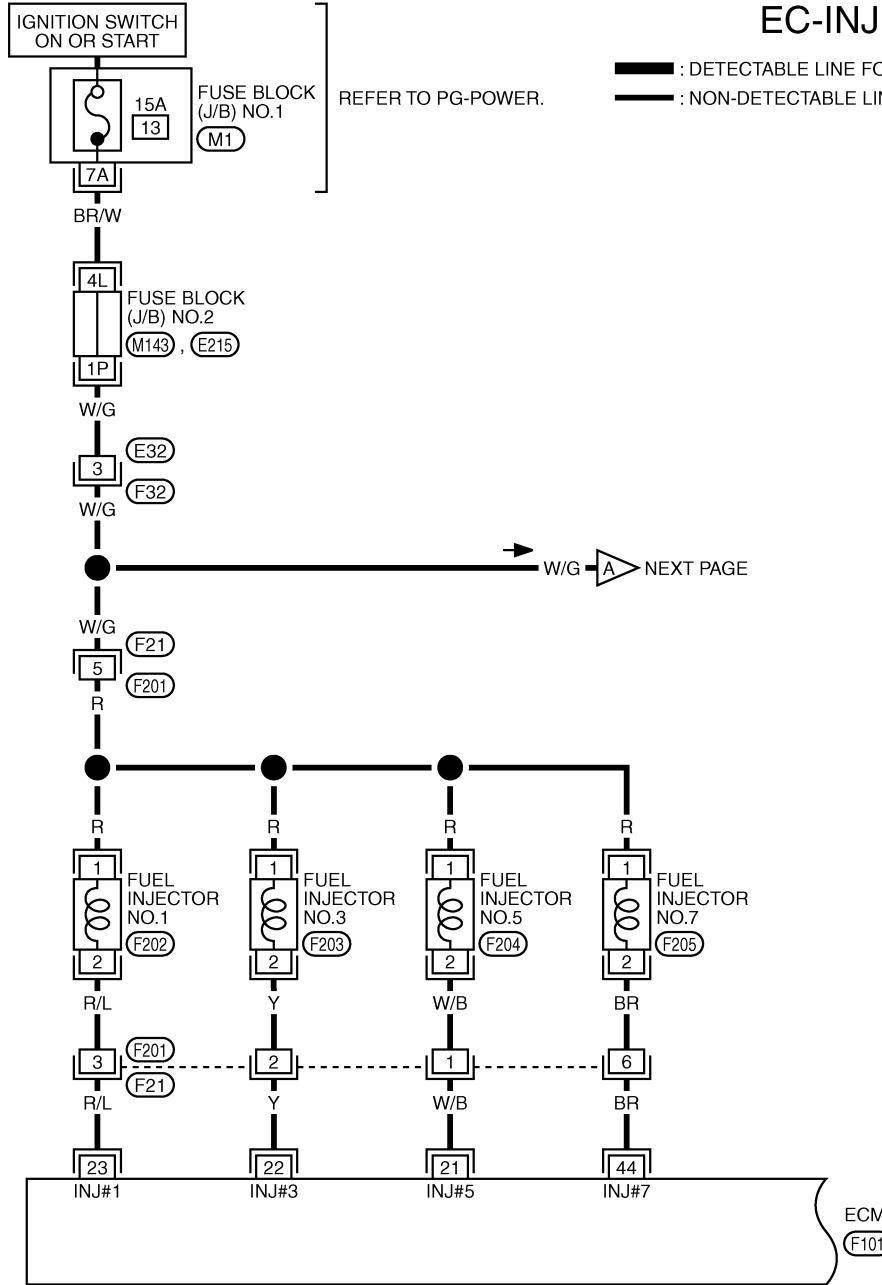 IGNITION SWITCH
ON OR START
EC-INJ
: DETECTABLE LINE FO
: NON-DETECTABLE LIN
FUSE BLOCK
(J/B) NO.1
M1
15A
13
REFER TO PG-POWER.
7A
BR/W
4L
FUSE BLOCK
(J/B) NO.2
M143 , E215
1P
W/G
E32
3
F32
W/G
W/G A NEXT PAGE
W/G
F21
5
F201
R
R R R R
1 1 1 1
FUEL
INJECTOR
NO.1
F202
FUEL
INJECTOR
NO.3
F203
FUEL
INJECTOR
NO.5
F204
FUEL
INJECTOR
NO.7
F205
2 2 2 2
R/L Y W/B BR
F201
3 2 1 6
F21
R/L Y W/B BR
23 22 21 44
INJ#1 INJ#3 INJ#5 INJ#7
ECM
F101